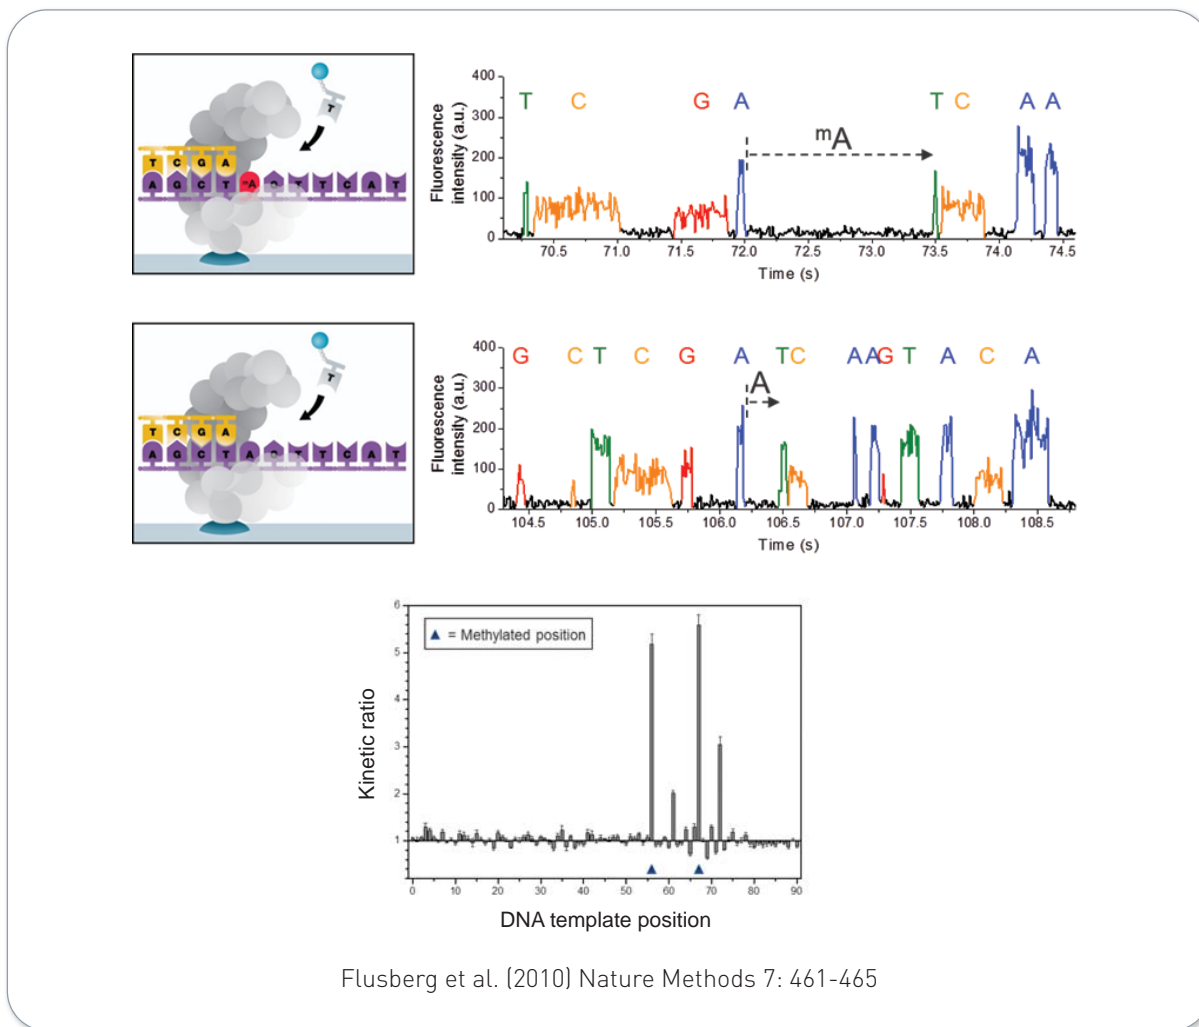 T
T C G A
A G C T mA T T C A T
Fluorescence intensity (a.u.)
400
300
200
100
0
T C G A T C A A
mA
70.5 71.0 71.5 72.0 72.5 73.0 73.5 74.0 74.5
Time (s)
T
T C G A
A G C T A T T C A T
Fluorescence intensity (a.u.)
400
300
200
100
0
G C T C G A T C A A G T A C A
A
104.5 105.0 105.5 106.0 106.5 107.0 107.5 108.0 108.5
Time (s)
Kinetic ratio
6
5
4
3
2
1
▲ = Methylated position
0 10 20 30 40 50 60 70 80 90
DNA template position
Flusberg et al. (2010) Nature Methods 7: 461-465